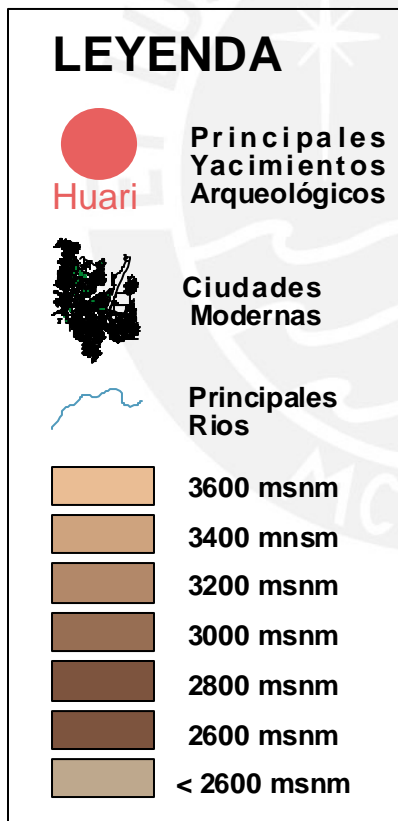 LEYENDA
Huari
Principales
Yacimientos
Arqueológicos
Ciudades
Modernas
Principales
Rios
3600 msnm
3400 mnsm
3200 msnm
3000 msnm
2800 msnm
2600 msnm
< 2600 msnm